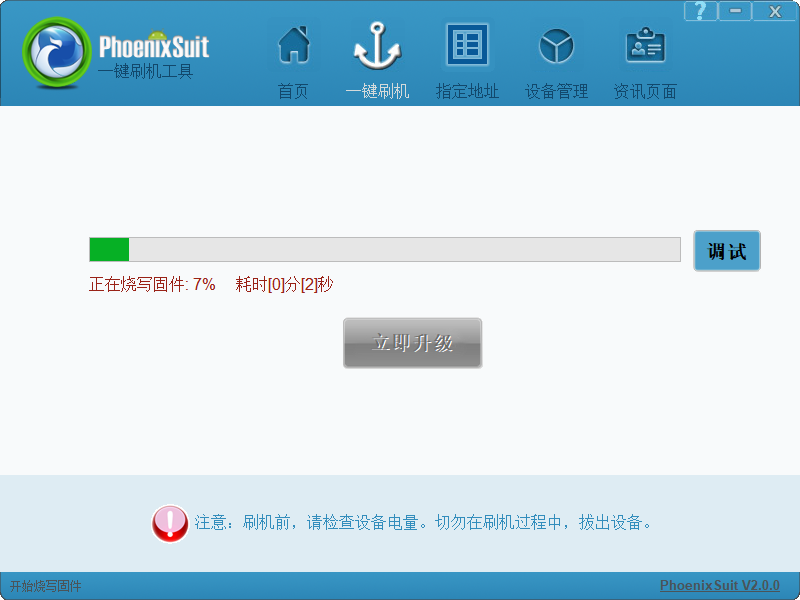 PhoenixSuit
一键刷机工具
首页
一键刷机
指定地址
设备管理
资讯页面
调试
正在烧写固件: 7% 耗时[0]分[2]秒
立即升级
注意：刷机前，请检查设备电量。切勿在刷机过程中，拔出设备。
开始烧写固件
PhoenixSuit V2.0.0